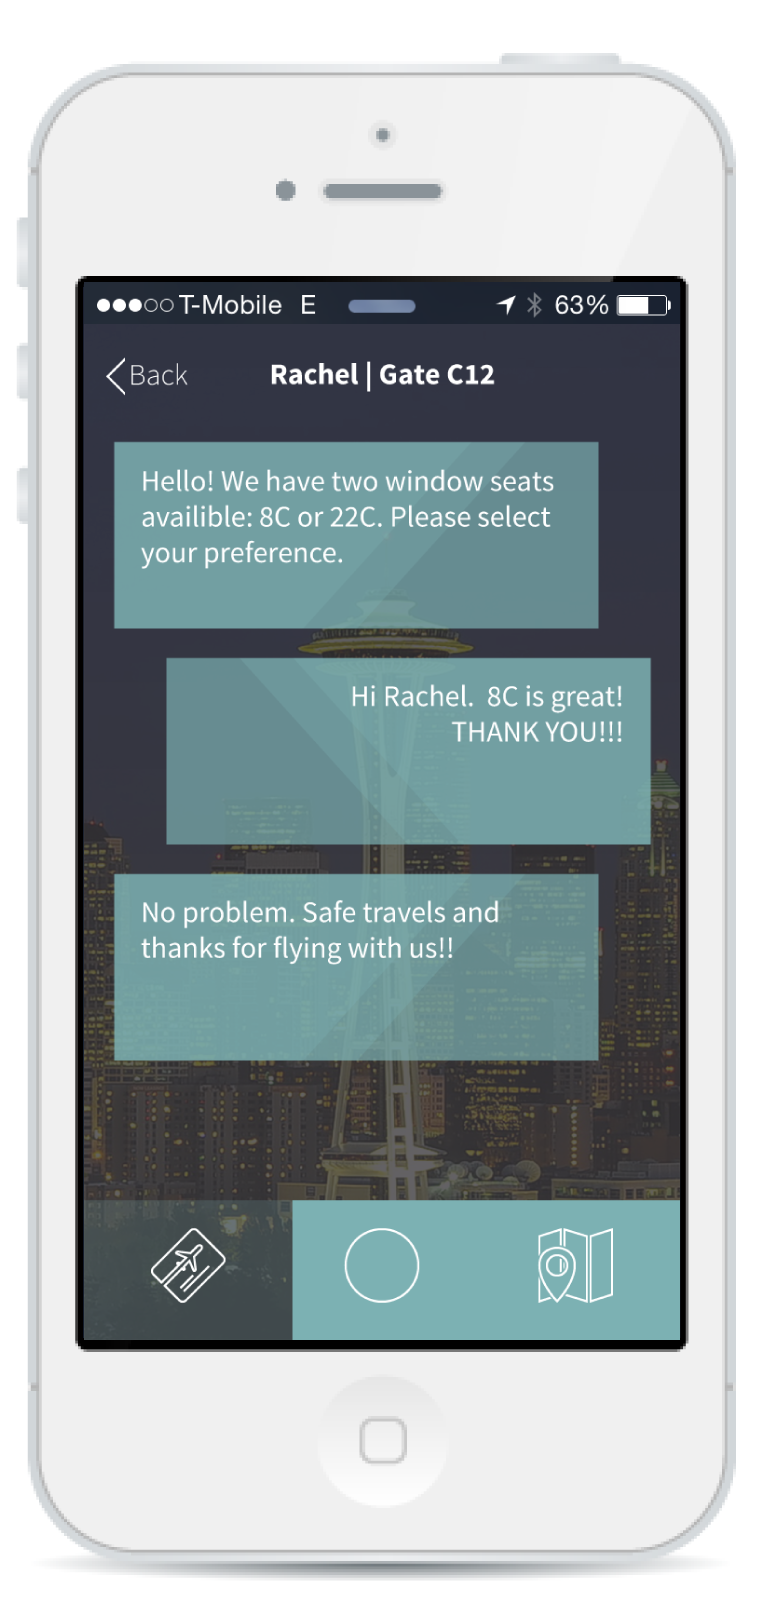 T-Mobile E 63%
Back Rachel | Gate C12
Hello! We have two window seats
availible: 8C or 22C. Please select
your preference.
Hi Rachel. 8C is great!
THANK YOU!!!
No problem. Safe travels and
thanks for flying with us!!